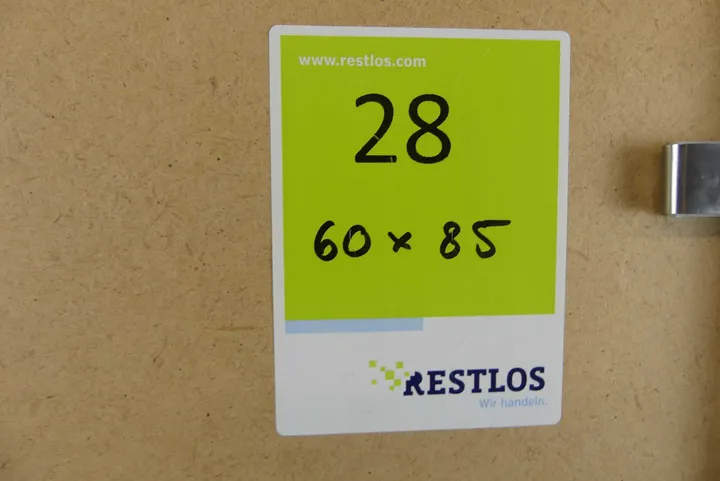 www.restlos.com
28
60 x 85
RESTLOS
Wir handeln.